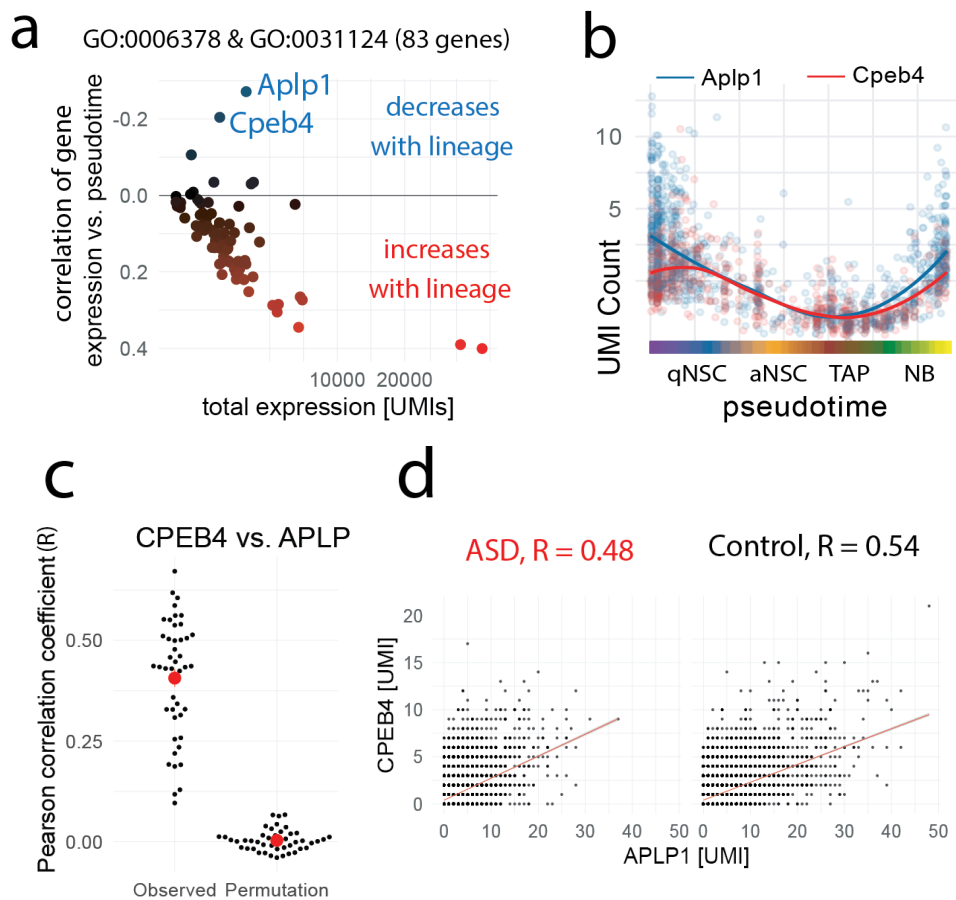 a
GO:0006378 & GO:0031124 (83 genes)
correlation of gene
expression vs. pseudotime
-0.2
0.0
0.2
0.4
Aplp1
Cpeb4
decreases
with lineage
increases
with lineage
10000 20000
total expression [UMIs]
b
Aplp1 Cpeb4
UMI Count
10
5
qNSC aNSC TAP NB
pseudotime
c
CPEB4 vs. APLP
Pearson correlation coefficient (R)
0.50
0.25
0.00
Observed Permutation
d
ASD, R = 0.48
Control, R = 0.54
CPEB4 [UMI]
20
15
10
5
0
0 10 20 30 40 50 0 10 20 30 40 50
APLP1 [UMI]